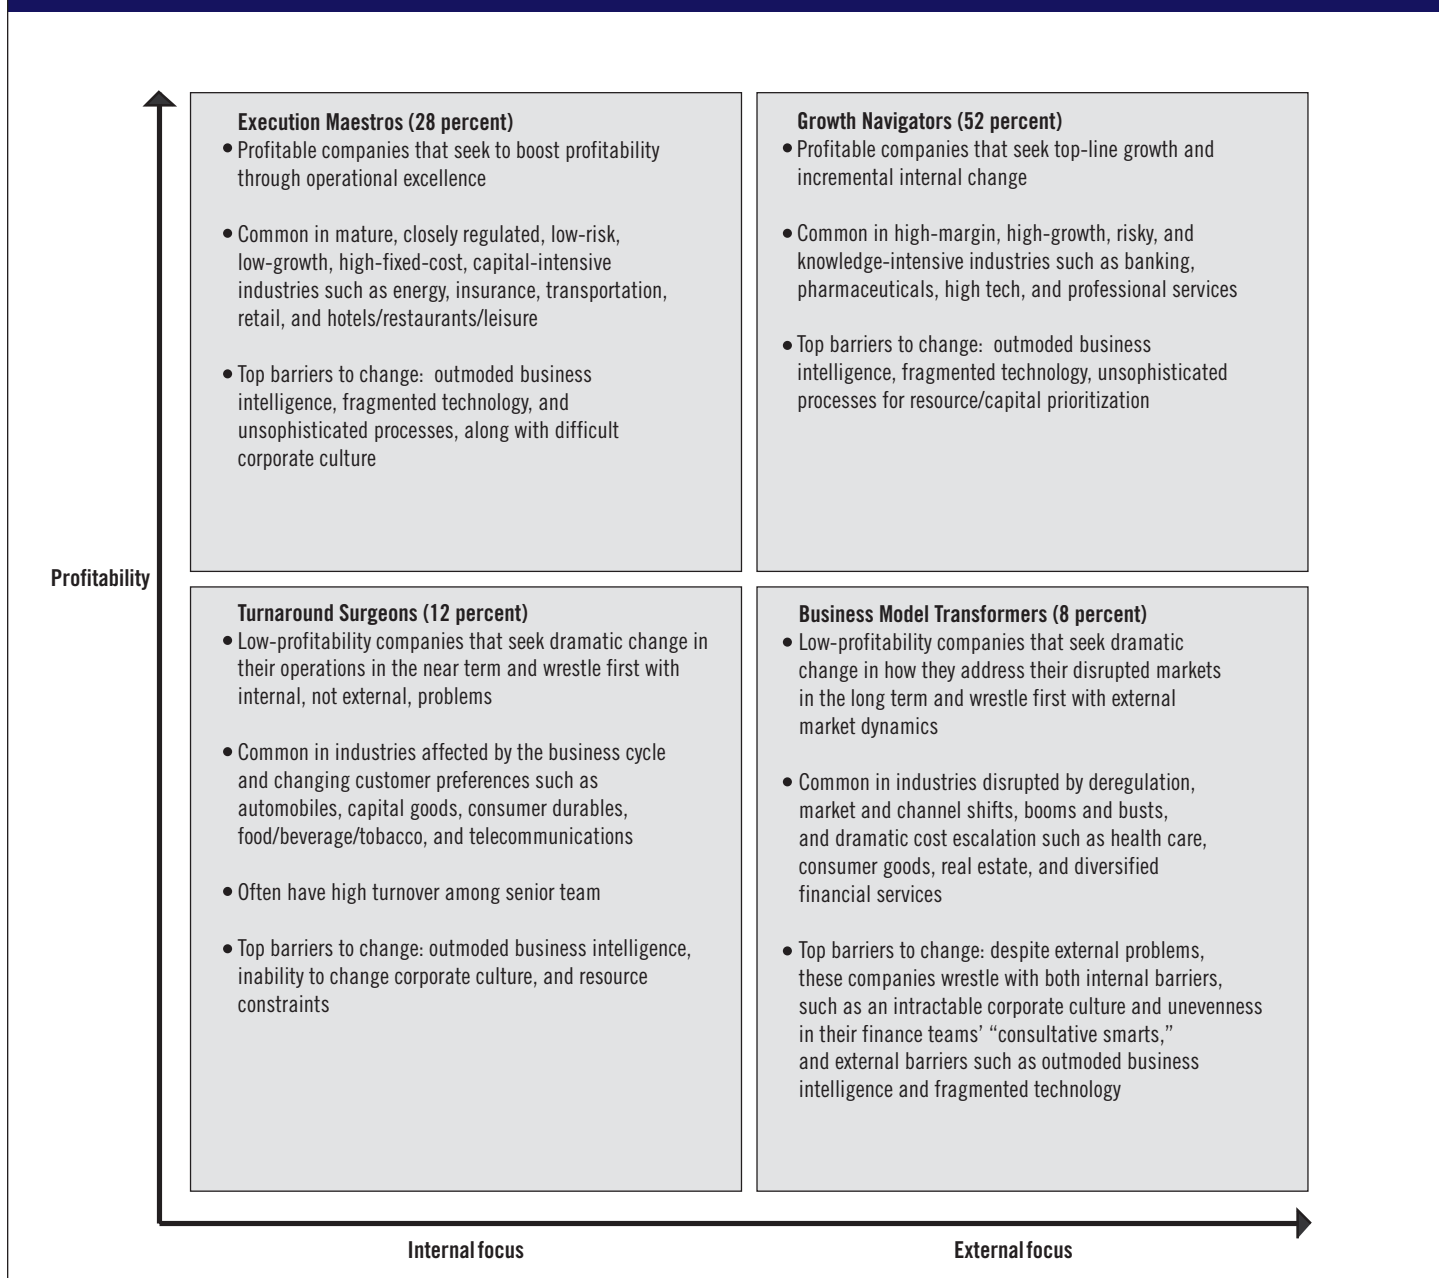 Execution Maestros (28 percent)
• Profitable companies that seek to boost profitability
through operational excellence
• Common in mature, closely regulated, low-risk,
low-growth, high-fixed-cost, capital-intensive
industries such as energy, insurance, transportation,
retail, and hotels/restaurants/leisure
• Top barriers to change:  outmoded business
intelligence, fragmented technology, and
unsophisticated processes, along with difficult
corporate culture
Growth Navigators (52 percent)
• Profitable companies that seek top-line growth and
incremental internal change
• Common in high-margin, high-growth, risky, and
knowledge-intensive industries such as banking,
pharmaceuticals, high tech, and professional services
• Top barriers to change:  outmoded business
intelligence, fragmented technology, unsophisticated
processes for resource/capital prioritization
Profitability
Turnaround Surgeons (12 percent)
• Low-profitability companies that seek dramatic change in
their operations in the near term and wrestle first with
internal, not external, problems
• Common in industries affected by the business cycle
and changing customer preferences such as
automobiles, capital goods, consumer durables,
food/beverage/tobacco, and telecommunications
• Often have high turnover among senior team
• Top barriers to change: outmoded business intelligence,
inability to change corporate culture, and resource
constraints
Business Model Transformers (8 percent)
• Low-profitability companies that seek dramatic
change in how they address their disrupted markets
in the long term and wrestle first with external
market dynamics
• Common in industries disrupted by deregulation,
market and channel shifts, booms and busts,
and dramatic cost escalation such as health care,
consumer goods, real estate, and diversified
financial services
• Top barriers to change: despite external problems,
these companies wrestle with both internal barriers,
such as an intractable corporate culture and unevenness
in their finance teams’ “consultative smarts,”
and external barriers such as outmoded business
intelligence and fragmented technology
Internal focus
External focus